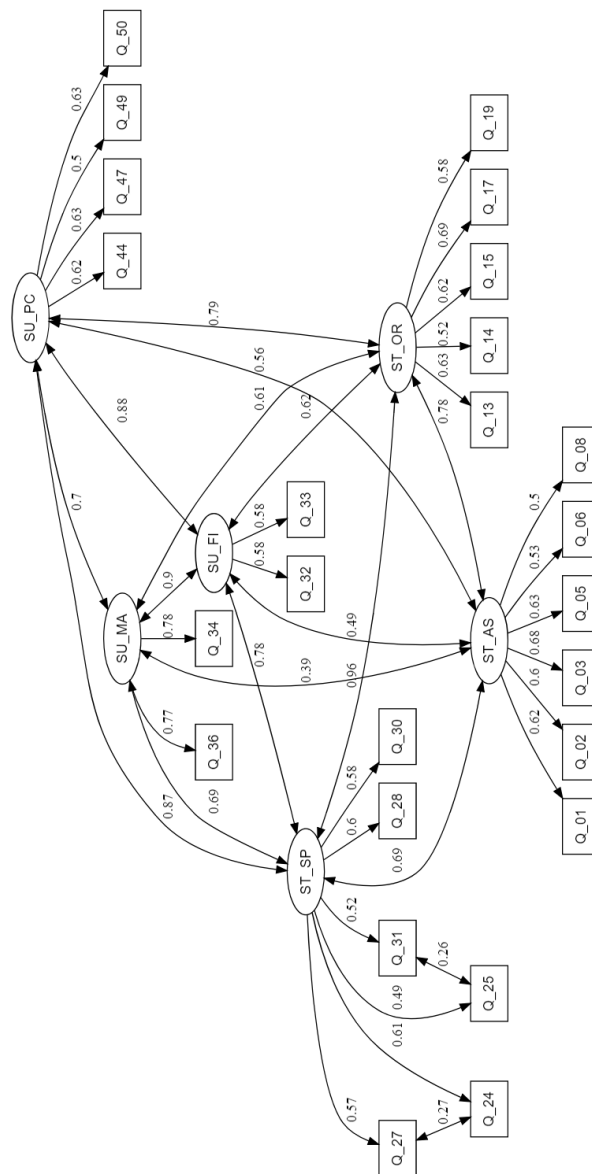 SU_PC
0.7
0.62
0.63
0.5
0.63
SU_MA
0.88
Q_44
Q_47
Q_49
Q_50
0.87
0.77
0.78
0.9
0.69
Q_36
Q_34
SU_FI
0.79
0.78
0.58
0.58
0.61
0.56
ST_SP
0.39
Q_32
Q_33
0.62
0.57
0.61
0.49
0.52
0.6
0.58
0.96
0.49
Q_27
Q_31
Q_28
Q_30
ST_OR
0.27
0.26
0.69
0.78
0.63
0.52
0.62
0.69
0.58
Q_24
Q_25
ST_AS
Q_13
Q_14
Q_15
Q_17
Q_19
0.62
0.6
0.68
0.63
0.53
0.5
Q_01
Q_02
Q_03
Q_05
Q_06
Q_08